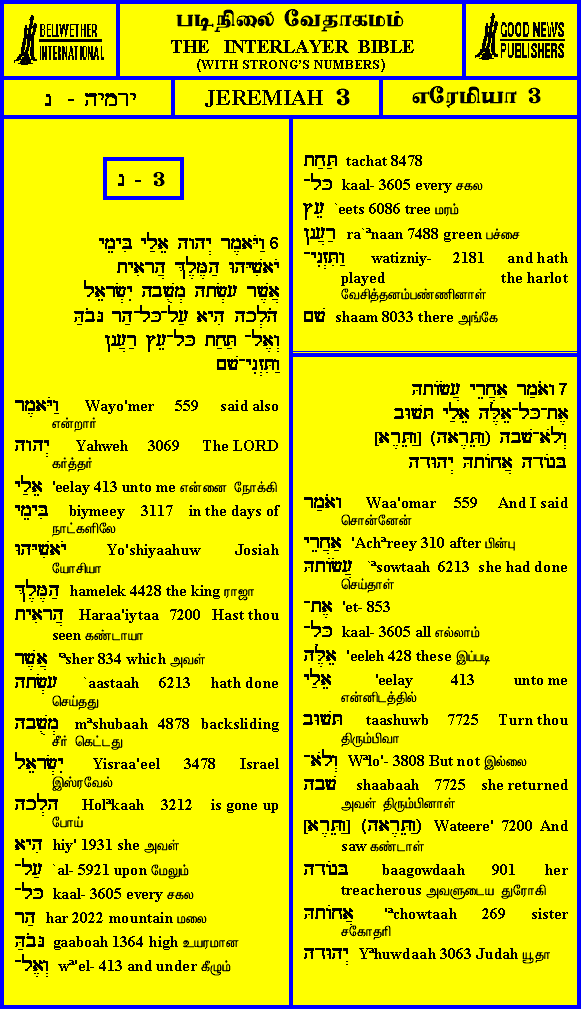 BELLWETHER
INTERNATIONAL
படிநிலை வேதாகமம்
THE INTERLAYER BIBLE
(WITH STRONG'S NUMBERS)
GOOD NEWS
PUBLISHERS
ירמיה - נ
JEREMIAH 3
எரேமியா 3
נ - 3
6 וַיֹּאמֶר יְהוָה אֵלַי בִּימֵי
יֹאשִׁיָּהוּ הַמֶּלֶךְ הֲרָאִיתָ
אֲשֶׁר עָשְׂתָה מְשֻׁבָה יִשְׂרָאֵל
הֹלְכָה הִיא עַל־כָּל־הַר גָּבֹהַּ
וְאֶל־ תַּחַת כָּל־עֵץ רַעֲנָן
וַתִּזְנִי־שָׁם
וַיֹּאמֶר Wayo'mer 559 said also
என்றார்
יְהוָה Yahweh 3069 The LORD
கர்த்தர்
אֵלַי 'eelay 413 unto me என்னை நோக்கி
בִּימֵי biymeey 3117 in the days of
நாட்களிலே
יֹאשִׁיָּהוּ Yo'shiyaahuw Josiah
யோசியா
הַמֶּלֶךְ hamelek 4428 the king ராஜா
הֲרָאִיתָ Haraa'iytaa 7200 Hast thou
seen கண்டாயா
אֲשֶׁר ªsher 834 which அவள்
עָשְׂתָה `aastaah 6213 hath done
செய்தது
מְשֻׁבָה mªshubaah 4878 backsliding
சீர் கெட்டது
יִשְׂרָאֵל Yisraa'eel 3478 Israel
இஸ்ரவேல்
הֹלְכָה Holªkaah 3212 is gone up
போய்
הִיא hiy' 1931 she அவள்
עַל־ `al- 5921 upon மேலும்
כָּל־ kaal- 3605 every சகல
הַר har 2022 mountain மலை
גָּבֹהַּ gaaboah 1364 high உயரமான
וְאֶל־ wª'el- 413 and under கீழும்
תַּחַת tachat 8478
כָּל־ kaal- 3605 every சகல
עֵץ `eets 6086 tree மரம்
רַעֲנָן ra`ªnaan 7488 green பச்சை
וַתִּזְנִי־ watizniy- 2181 and hath
played the harlot
வேசித்தனம்பண்ணினாள்
שָׁם shaam 8033 there அங்கே
7 וָאֹמַר אַחֲרֵי עֲשׂוֹתָהּ
אֶת־כָּל־אֵלֶּה אֵלַי תָּשׁוּב
וְלֹא־שָׁבָה (וַתֵּרְאֶה) [וַתֵּרֶא]
בָּגוֹדָה אֲחוֹתָהּ יְהוּדָה
וָאֹמַר Waa'omar 559 And I said
சொன்னேன்
אַחֲרֵי 'Achªreey 310 after பின்பு
עֲשׂוֹתָהּ `ªsowtaah 6213 she had done
செய்தாள்
אֶת־ 'et- 853
כָּל־ kaal- 3605 all எல்லாம்
אֵלֶּה 'eeleh 428 these இப்படி
אֵלַי 'eelay 413 unto me
என்னிடத்தில்
תָּשׁוּב taashuwb 7725 Turn thou
திரும்பிவா
וְלֹא־ Wªlo'- 3808 But not இல்லை
שָׁבָה shaabaah 7725 she returned
அவள் திரும்பினாள்
[וַתֵּרֶא] (וַתֵּרְאֶה) Wateere' 7200 And
saw கண்டாள்
בָּגוֹדָה baagowdaah 901 her
treacherous அவளுடைய துரோகி
אֲחוֹתָהּ 'ªchowtaah 269 sister
சகோதரி
יְהוּדָה Yªhuwdaah 3063 Judah யூதா